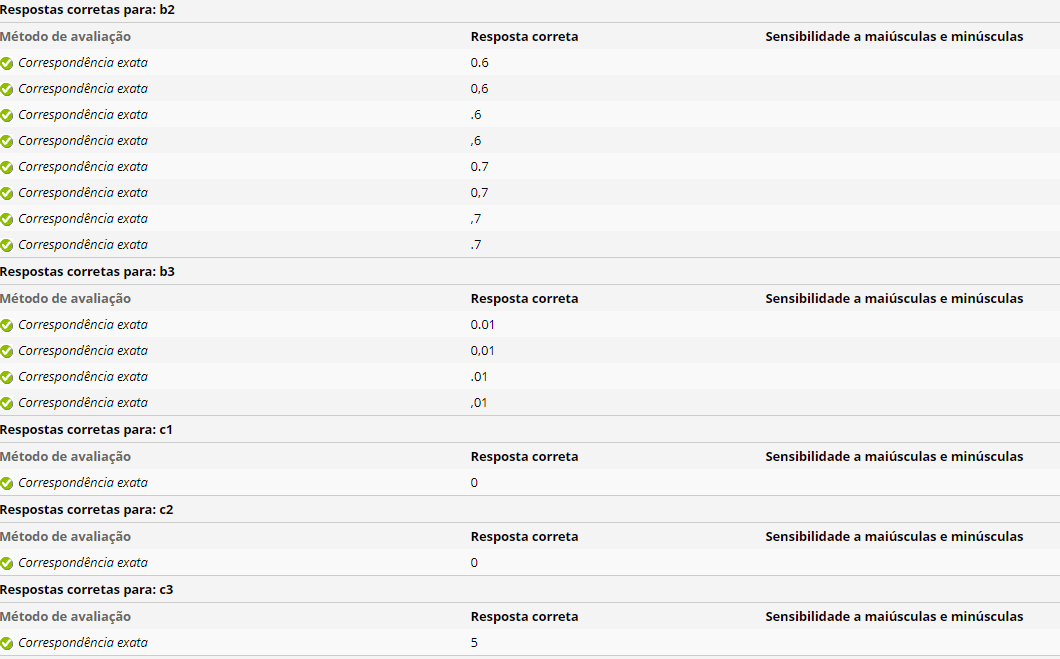 Respostas corretas para: b2
Método de avaliação Resposta correta Sensibilidade a maiúsculas e minúsculas
Correspondência exata 0.6
Correspondência exata 0,6
Correspondência exata .6
Correspondência exata ,6
Correspondência exata 0.7
Correspondência exata 0,7
Correspondência exata ,7
Correspondência exata .7
Respostas corretas para: b3
Método de avaliação Resposta correta Sensibilidade a maiúsculas e minúsculas
Correspondência exata 0.01
Correspondência exata 0,01
Correspondência exata .01
Correspondência exata ,01
Respostas corretas para: c1
Método de avaliação Resposta correta Sensibilidade a maiúsculas e minúsculas
Correspondência exata 0
Respostas corretas para: c2
Método de avaliação Resposta correta Sensibilidade a maiúsculas e minúsculas
Correspondência exata 0
Respostas corretas para: c3
Método de avaliação Resposta correta Sensibilidade a maiúsculas e minúsculas
Correspondência exata 5